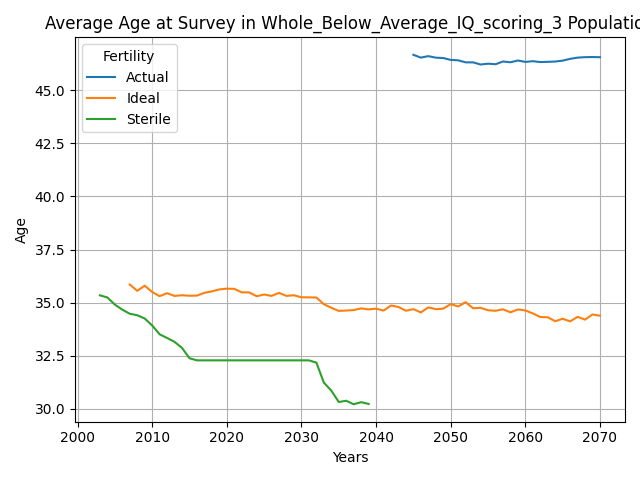 Average Age at Survey in Whole_Below_Average_IQ_scoring_3 Populatio
Fertility
Actual
Ideal
Sterile
Age
45.0
42.5
40.0
37.5
35.0
32.5
30.0
2000 2010 2020 2030 2040 2050 2060 2070
Years